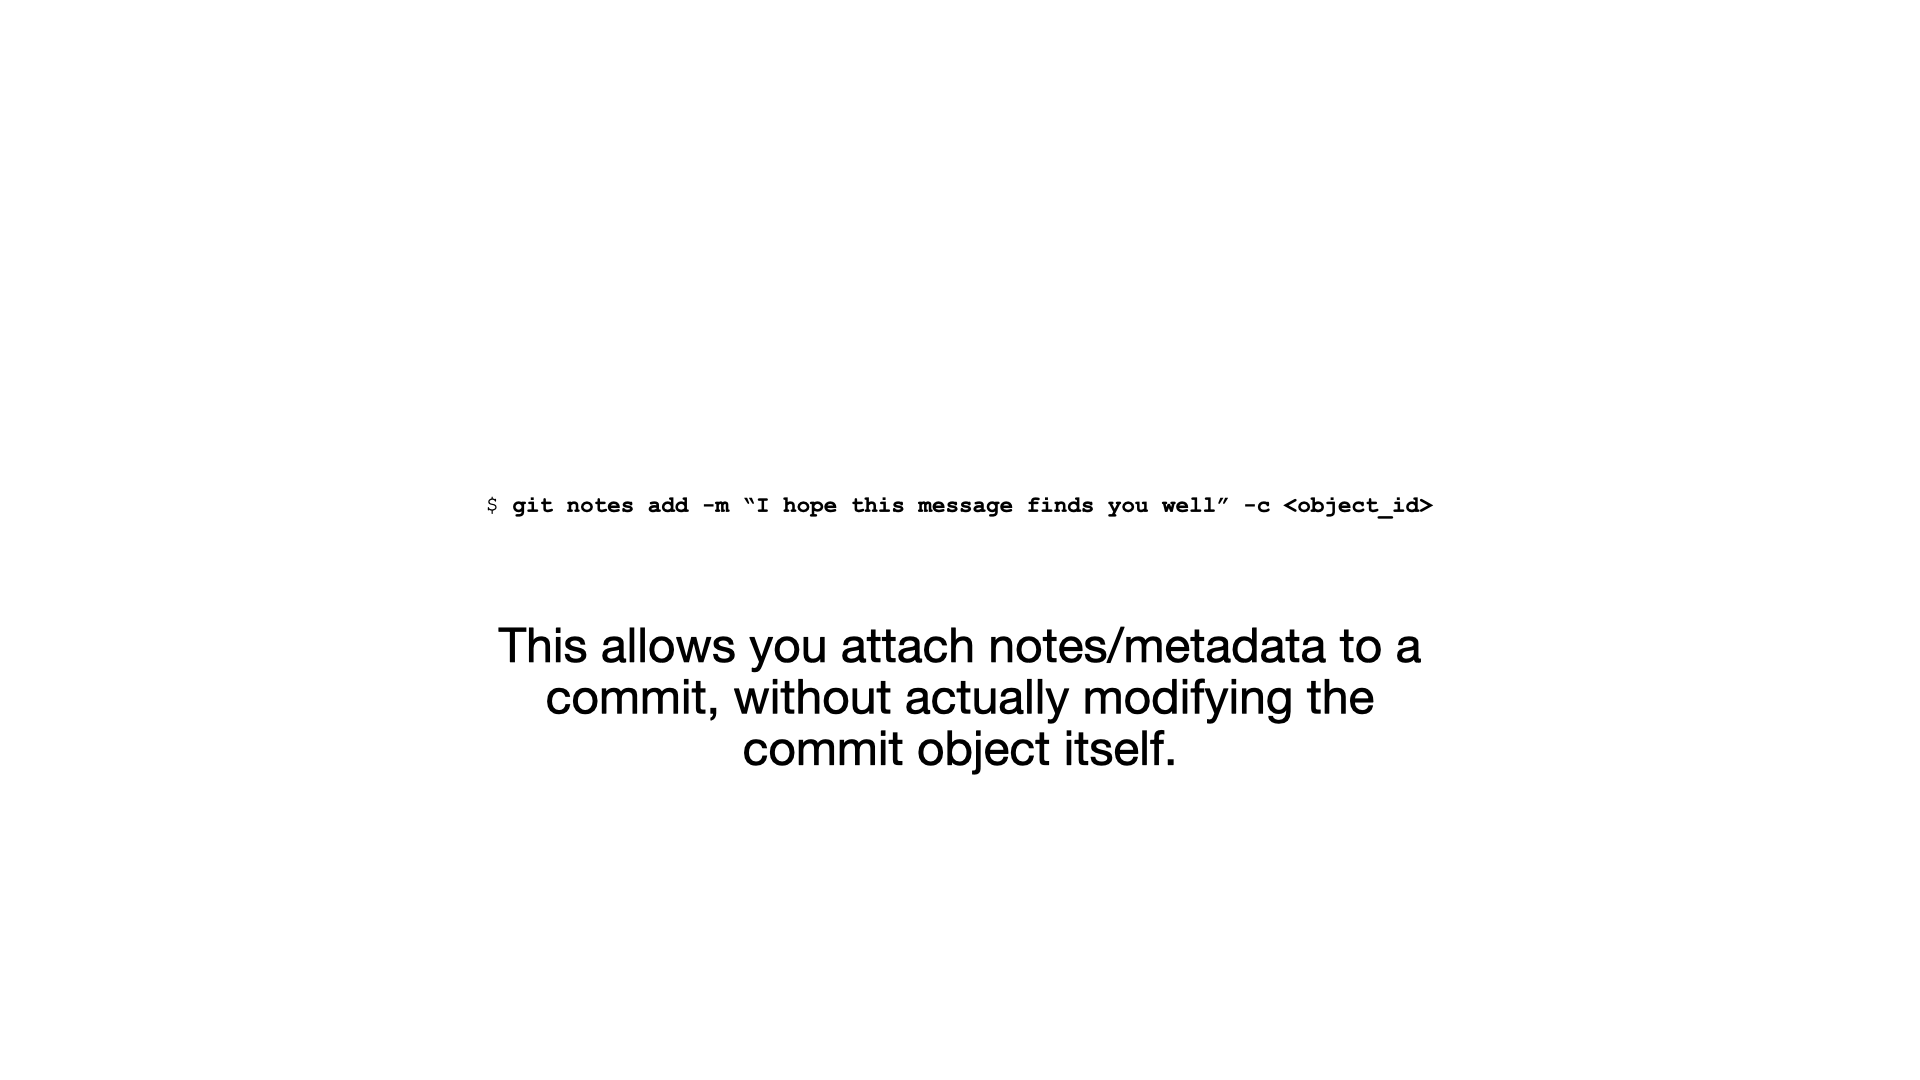 $ git notes add -m “I hope this message finds you well” -c <object_id>
This allows you attach notes/metadata to a
commit, without actually modifying the
commit object itself.